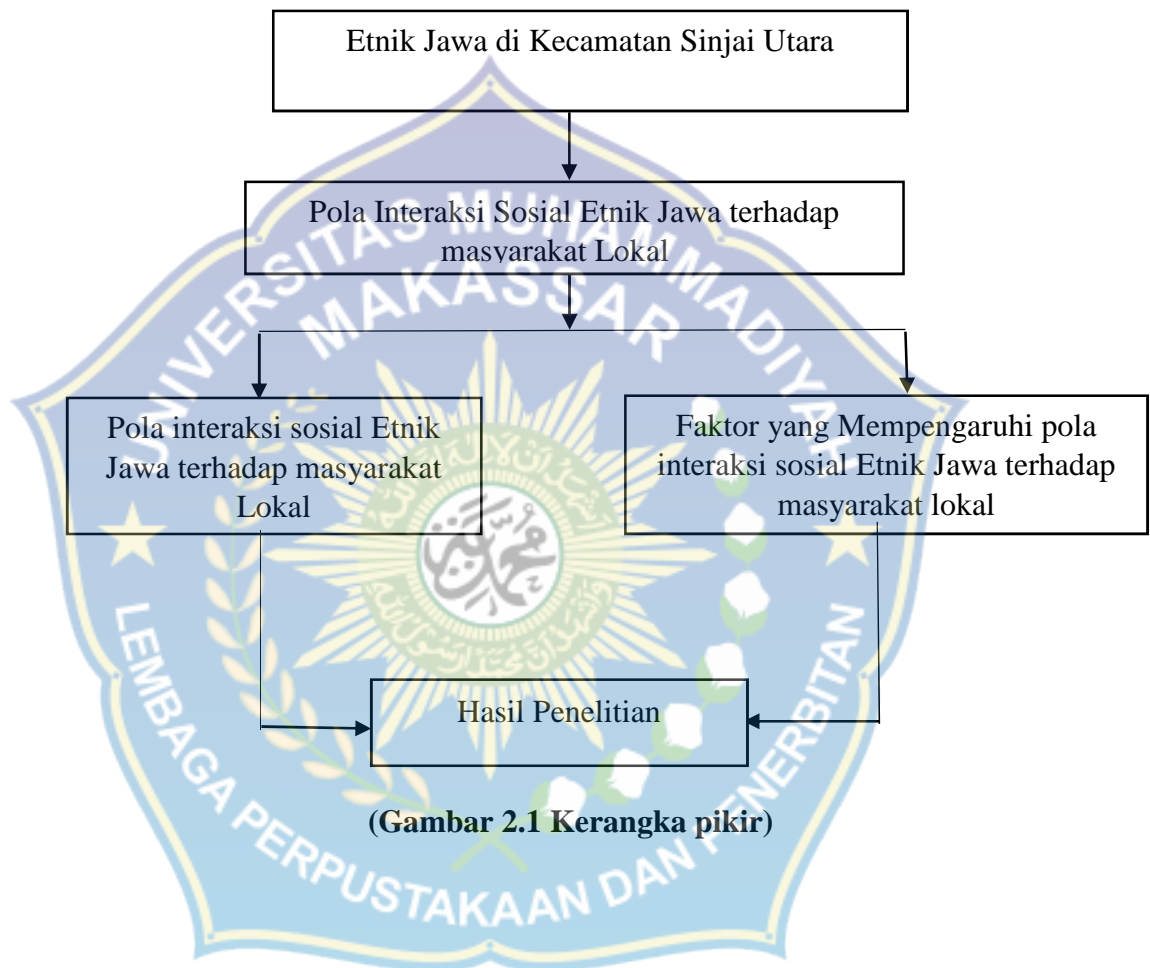 Etnik Jawa di Kecamatan Sinjai Utara
Pola Interaksi Sosial Etnik Jawa terhadap
masyarakat Lokal
UNIVERSITAS MUHAMMADIYAH
MAKASSAR
Pola interaksi sosial Etnik
Jawa terhadap masyarakat
Lokal
Faktor yang Mempengaruhi pola
interaksi sosial Etnik Jawa terhadap
masyarakat lokal
Hasil Penelitian
(Gambar 2.1 Kerangka pikir)
LEMBAGA PERPUSTAKAAN DAN PENERBITAN